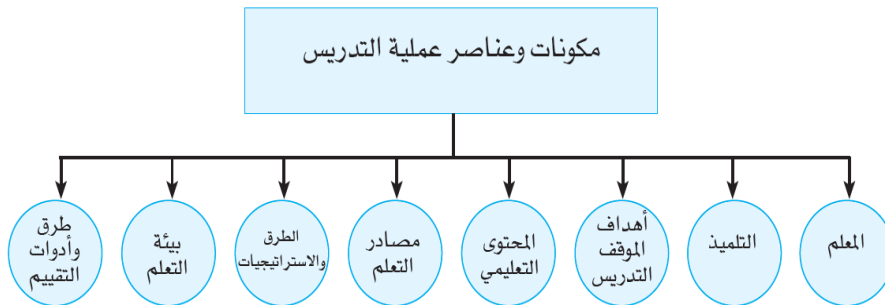 مكونات وعناصر عملية التدريس
المعلم
التلميذ
أهداف
الموقف
التدريس
المحتوى
التعليمي
مصادر
التعلم
الطرق
والاستراتيجيات
بيئة
التعلم
طرق
وأدوات
التقييم